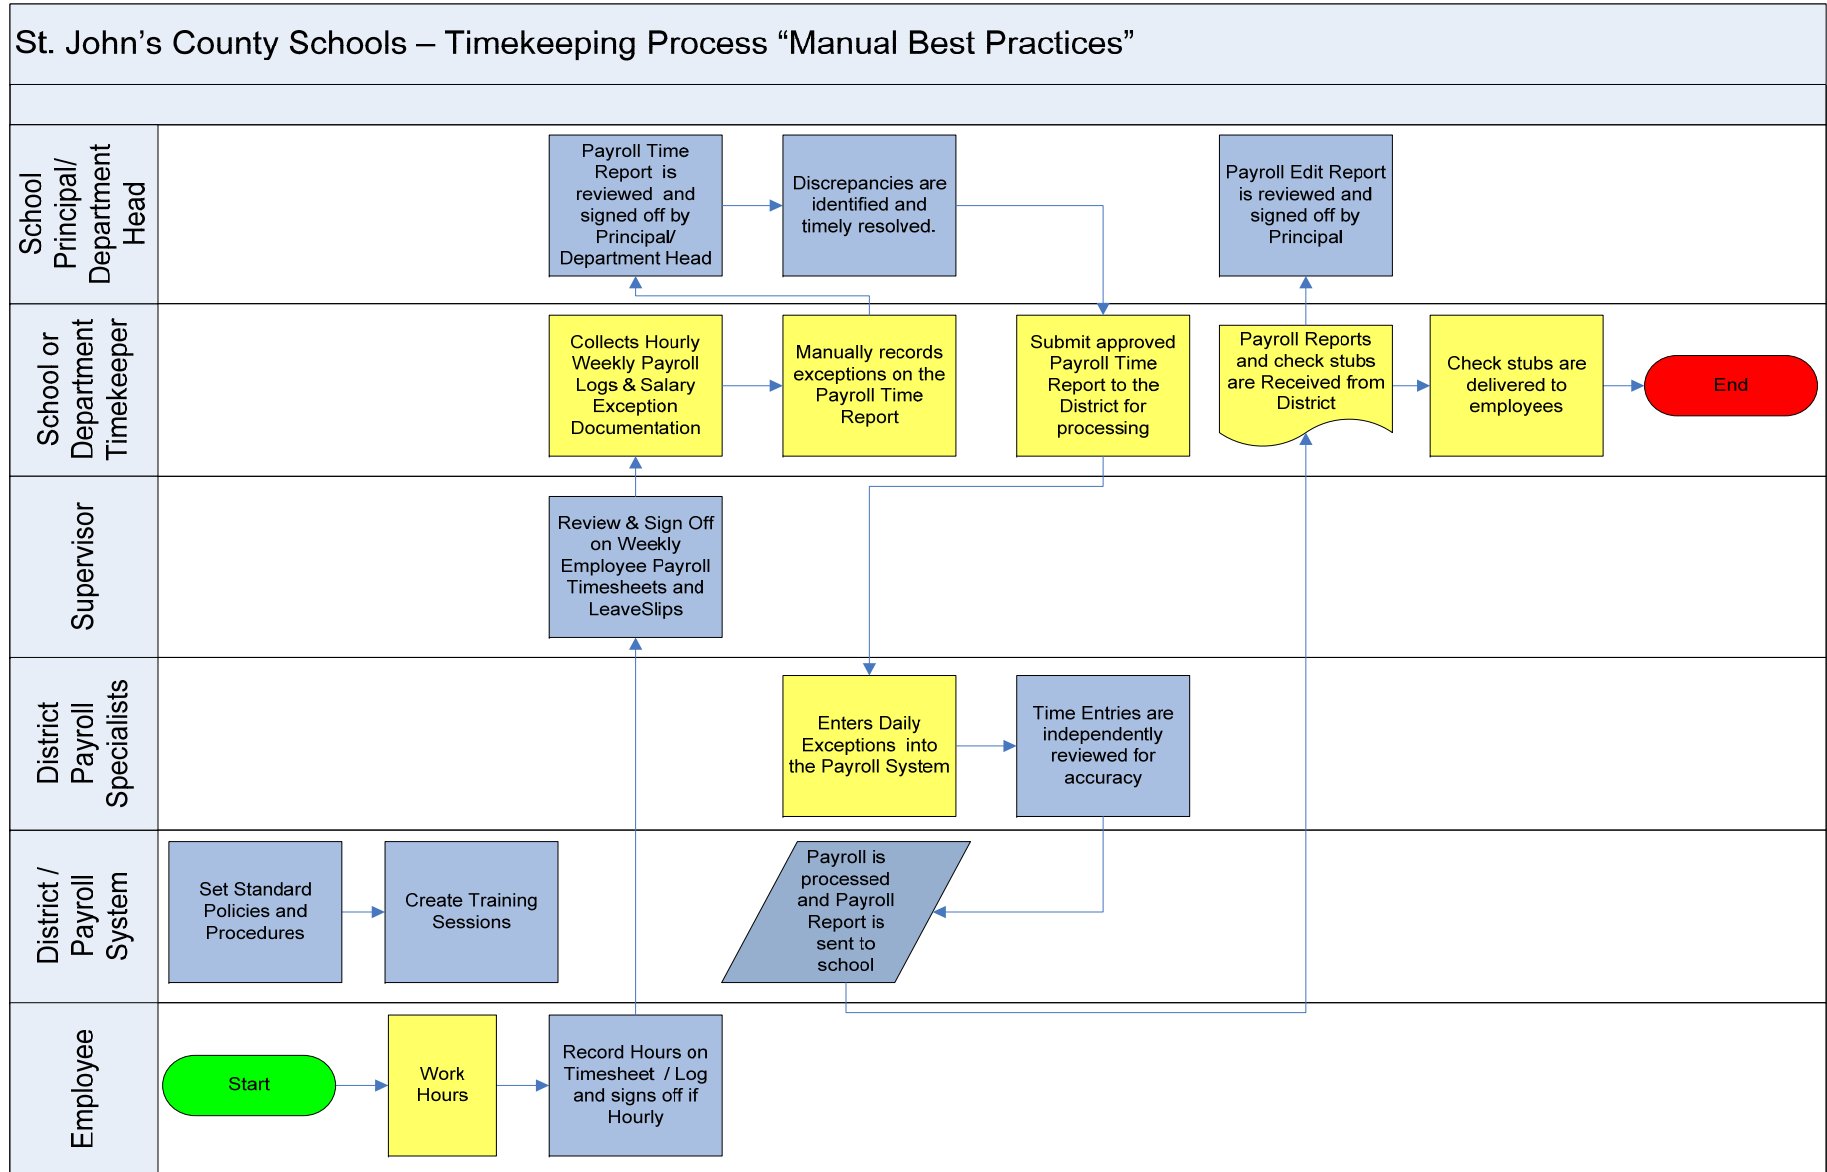 St. John’s County Schools – Timekeeping Process “Manual Best Practices”
School
Principal/
Department
Head
Payroll Time
Report is
reviewed and
signed off by
Principal/
Department Head
Discrepancies are
identified and
timely resolved.
Payroll Edit Report
is reviewed and
signed off by
Principal
School or
Department
Timekeeper
Collects Hourly
Weekly Payroll
Logs & Salary
Exception
Documentation
Manually records
exceptions on the
Payroll Time
Report
Submit approved
Payroll Time
Report to the
District for
processing
Payroll Reports
and check stubs
are Received from
District
Check stubs are
delivered to
employees
End
Supervisor
Review & Sign Off
on Weekly
Employee Payroll
Timesheets and
LeaveSlips
District
Payroll
Specialists
Enters Daily
Exceptions into
the Payroll System
Time Entries are
independently
reviewed for
accuracy
District /
Payroll
System
Set Standard
Policies and
Procedures
Create Training
Sessions
Payroll is
processed
and Payroll
Report is
sent to
school
Employee
Start
Work
Hours
Record Hours on
Timesheet / Log
and signs off if
Hourly